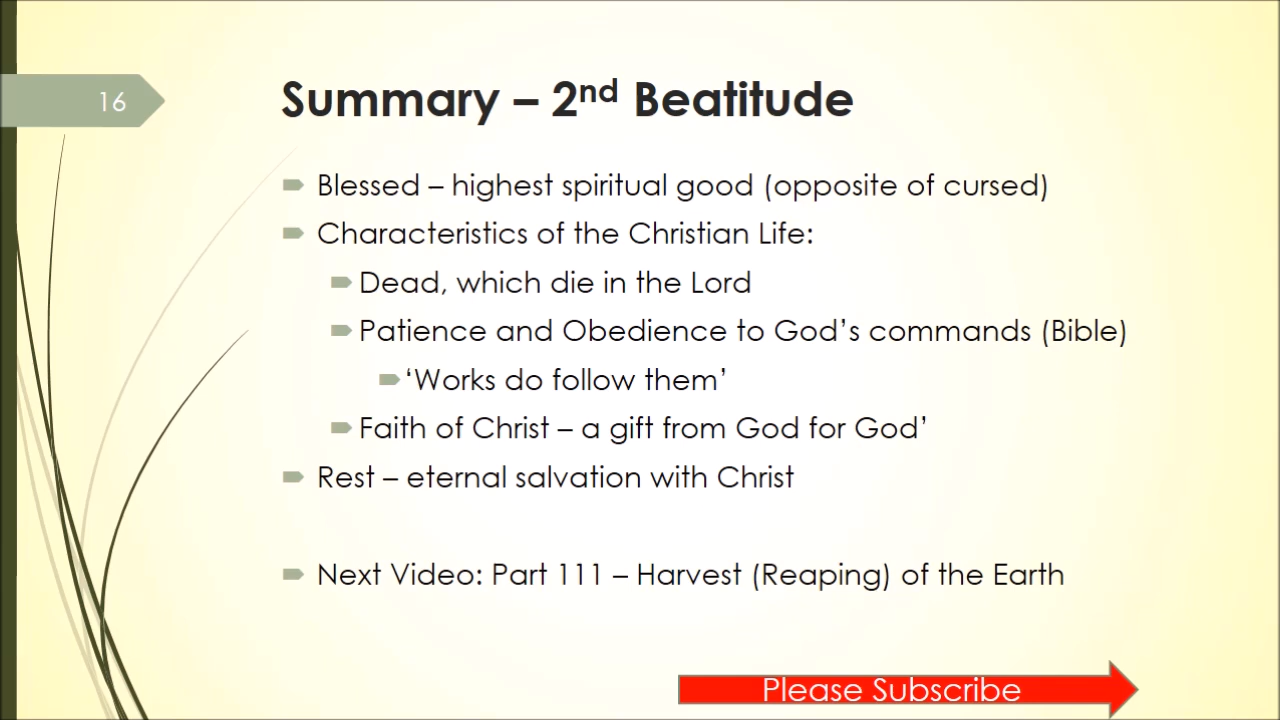 16
Summary – 2nd Beatitude
Blessed – highest spiritual good (opposite of cursed)
Characteristics of the Christian Life:
Dead, which die in the Lord
Patience and Obedience to God’s commands (Bible)
‘Works do follow them’
Faith of Christ – a gift from God for God’
Rest – eternal salvation with Christ
Next Video: Part 111 – Harvest (Reaping) of the Earth
Please Subscribe